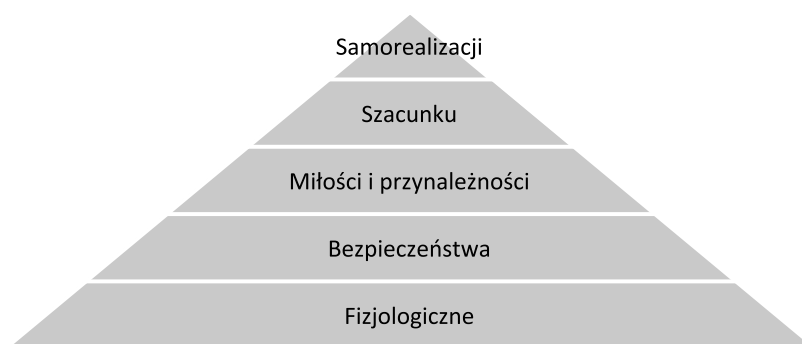 Samorealizacji
Szacunku
Miłości i przynależności
Bezpieczeństwa
Fizjologiczne